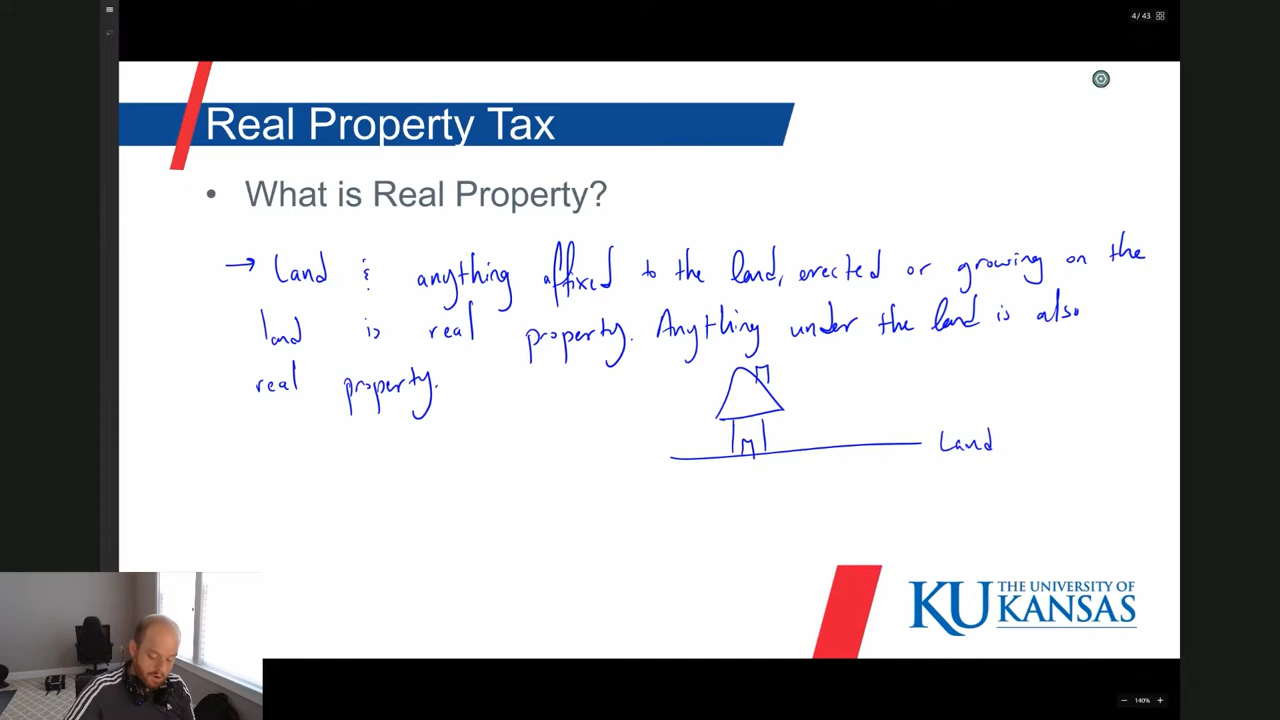 4/43
Real Property Tax
• What is Real Property?
→ Land & anything affixed to the land, erected or growing on the
land is real property. Anything under the land is also
real property.
Land
KU THE UNIVERSITY OF
KANSAS
140%